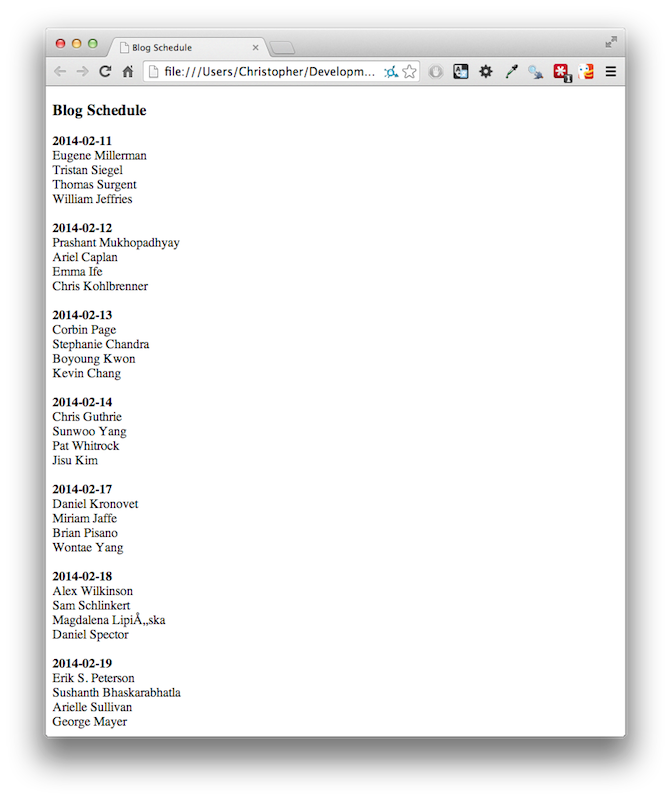 Blog Schedule
file:///Users/Christopher/Developm...
1
Blog Schedule
2014-02-11
Eugene Millerman
Tristan Siegel
Thomas Surgent
William Jeffries
2014-02-12
Prashant Mukhopadhyay
Ariel Caplan
Emma Ife
Chris Kohlbrenner
2014-02-13
Corbin Page
Stephanie Chandra
Boyoung Kwon
Kevin Chang
2014-02-14
Chris Guthrie
Sunwoo Yang
Pat Whitrock
Jisu Kim
2014-02-17
Daniel Kronovet
Miriam Jaffe
Brian Pisano
Wontae Yang
2014-02-18
Alex Wilkinson
Sam Schlinkert
Magdalena LipiÅ„ska
Daniel Spector
2014-02-19
Erik S. Peterson
Sushanth Bhaskarabhatla
Arielle Sullivan
George Mayer